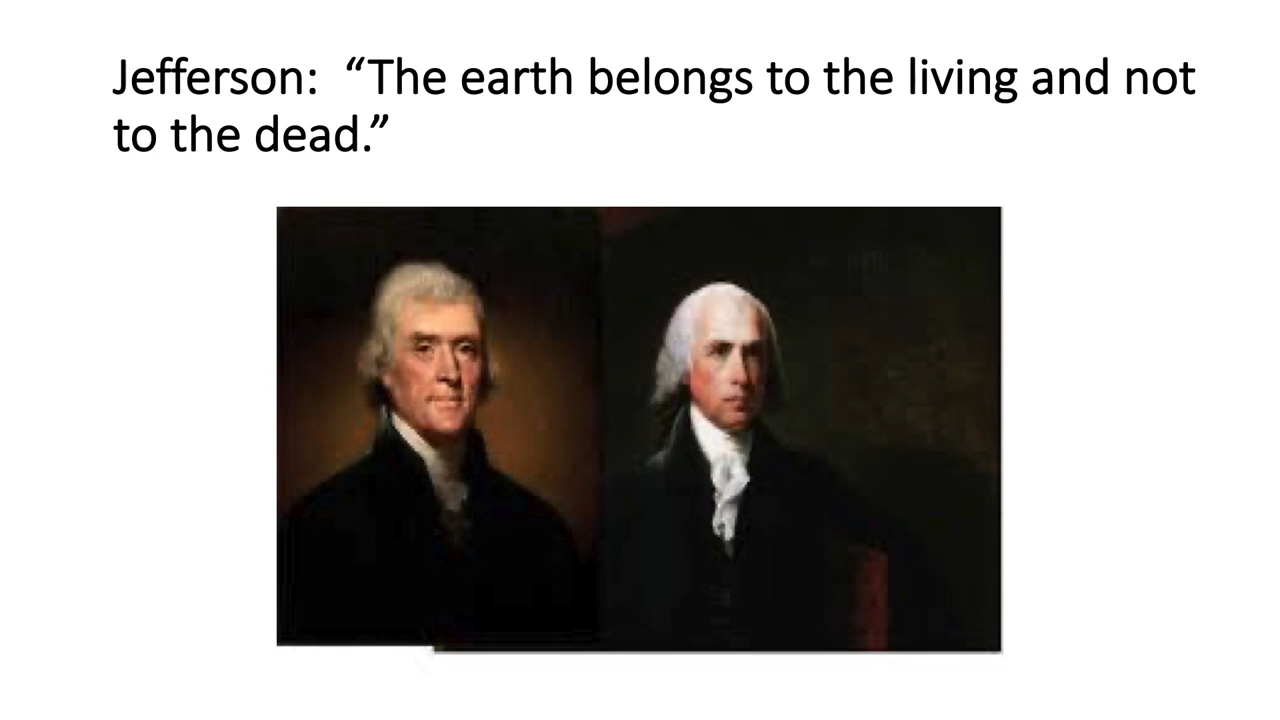 Jefferson:  “The earth belongs to the living and not
to the dead.”